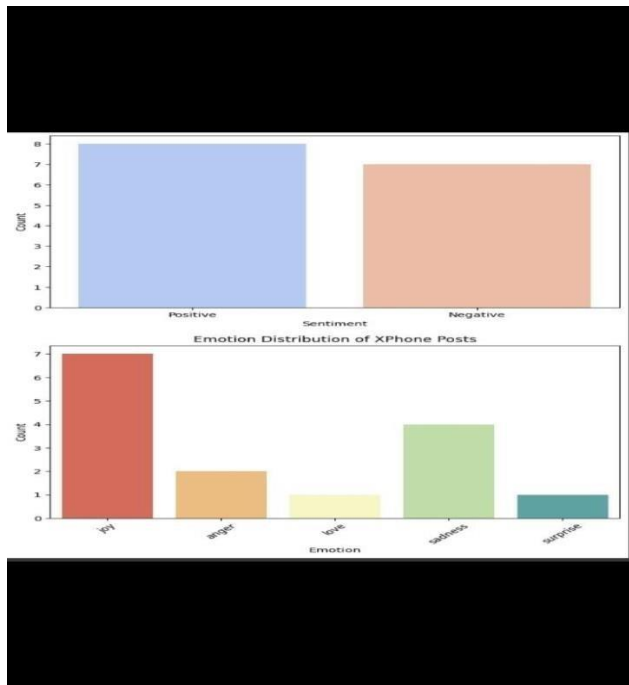 8
7
6
5
4
3
2
1
0
Count
Positive Negative
Sentiment
Emotion Distribution of XPhone Posts
7
6
5
4
3
2
1
0
Count
joy anger love sadness surprise
Emotion